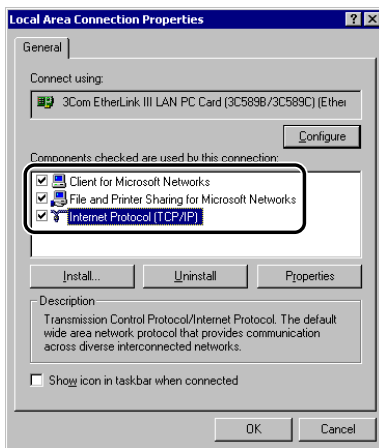 Local Area Connection Properties
General
Connect using:
3Com EtherLink III LAN PC Card (3C589B/3C589C) (Ether
Configure
Components checked are used by this connection:
Client for Microsoft Networks
File and Printer Sharing for Microsoft Networks
Internet Protocol (TCP/IP)
Install... Uninstall Properties
Description
Transmission Control Protocol/Internet Protocol. The default
wide area network protocol that provides communication
across diverse interconnected networks.
Show icon in taskbar when connected
OK Cancel